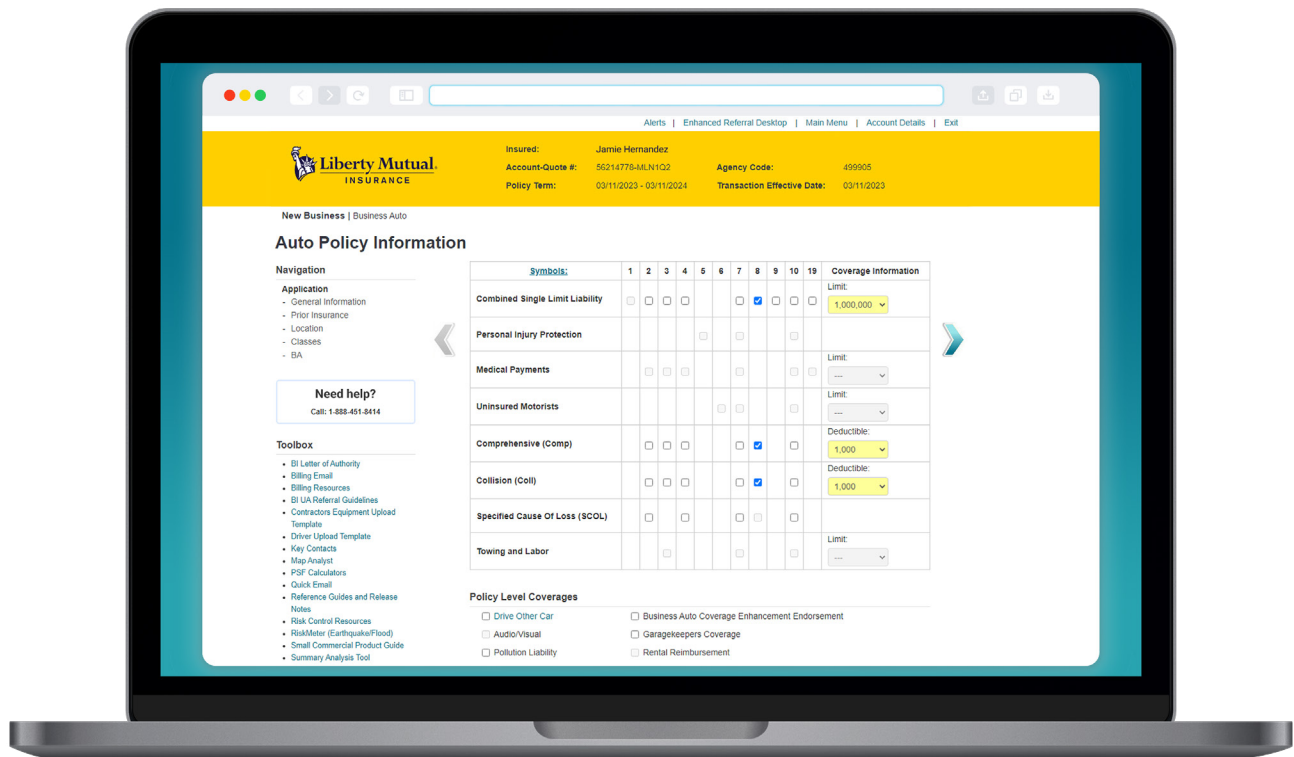 Alerts | Enhanced Referral Desktop | Main Menu | Account Details | Exit
Liberty Mutual.
INSURANCE
Insured: Jamie Hernandez
Account-Quote #: 56214778-MLN1Q2 Agency Code: 499905
Policy Term: 03/11/2023 - 03/11/2024 Transaction Effective Date: 03/11/2023
New Business | Business Auto
Auto Policy Information
Navigation
Application
- General Information
- Prior Insurance
- Location
- Classes
- BA
Need help?
Call: 1-888-451-8414
Toolbox
• BI Letter of Authority
• Billing Email
• Billing Resources
• BI UA Referral Guidelines
• Contractors Equipment Upload
Template
• Driver Upload Template
• Key Contacts
• Map Analyst
• PSF Calculators
• Quick Email
• Reference Guides and Release
Notes
• Risk Control Resources
• RiskMeter (Earthquake/Flood)
• Small Commercial Product Guide
• Summary Analysis Tool
Symbols: 1 2 3 4 5 6 7 8 9 10 19 Coverage Information
Combined Single Limit Liability
Limit:
1,000,000
Personal Injury Protection
Medical Payments
Limit:
---
Uninsured Motorists
Limit:
---
Comprehensive (Comp)
Deductible:
1,000
Collision (Coll)
Deductible:
1,000
Specified Cause Of Loss (SCOL)
Towing and Labor
Limit:
---
Policy Level Coverages
Drive Other Car Business Auto Coverage Enhancement Endorsement
Audio/Visual Garagekeepers Coverage
Pollution Liability Rental Reimbursement